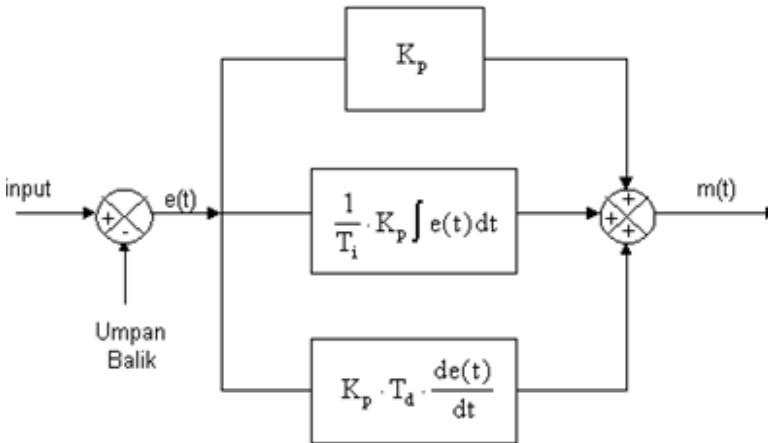 K_p
input
+
-
e(t)
1/T_i · K_p ∫ e(t) dt
+
+
+
m(t)
Umpan
Balik
K_p · T_d · de(t)/dt